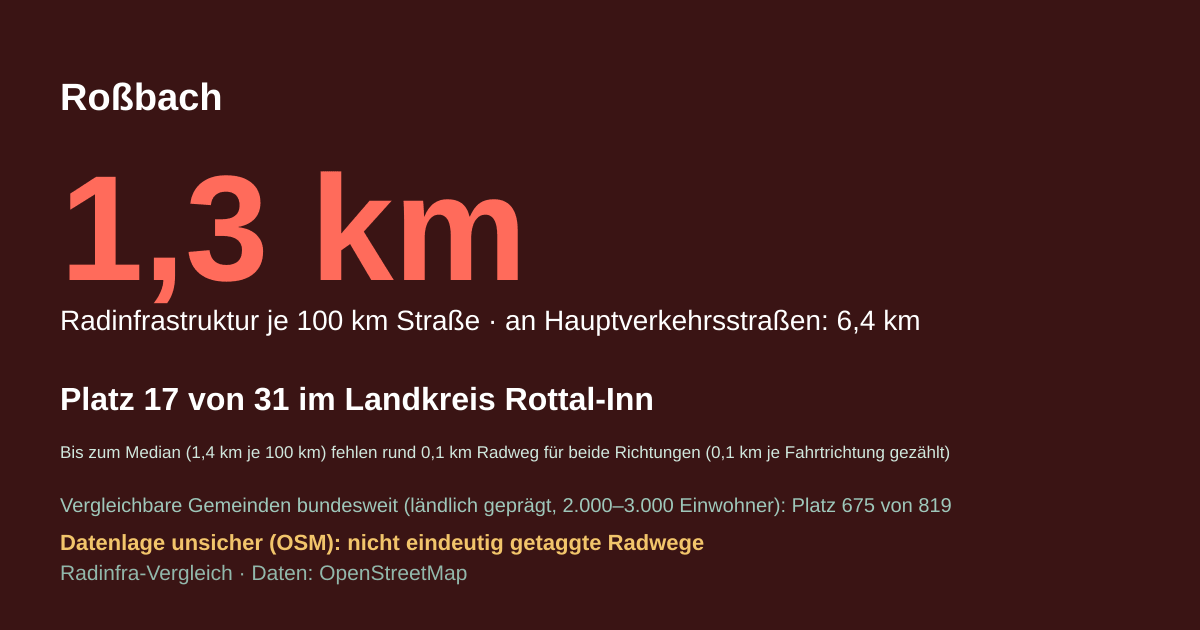 Roßbach
1,3 km
Radinfrastruktur je 100 km Straße · an Hauptverkehrsstraßen: 6,4 km
Platz 17 von 31 im Landkreis Rottal-Inn
Bis zum Median (1,4 km je 100 km) fehlen rund 0,1 km Radweg für beide Richtungen (0,1 km je Fahrtrichtung gezählt)
Vergleichbare Gemeinden bundesweit (ländlich geprägt, 2.000–3.000 Einwohner): Platz 675 von 819
Datenlage unsicher (OSM): nicht eindeutig getaggte Radwege
Radinfra-Vergleich · Daten: OpenStreetMap